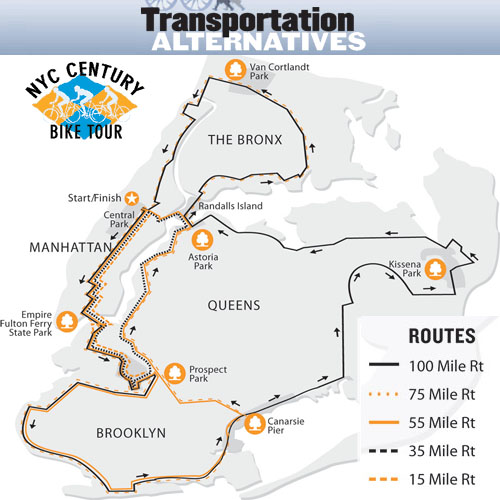 Transportation
ALTERNATIVES
NYC CENTURY
BIKE TOUR
Van Cortlandt
Park
THE BRONX
Start/Finish
Central
Park
Randalls Island
MANHATTAN
Astoria
Park
Kissena
Park
QUEENS
Empire
Fulton Ferry
State Park
Prospect
Park
BROOKLYN
Canarsie
Pier
ROUTES
100 Mile Rt
75 Mile Rt
55 Mile Rt
35 Mile Rt
15 Mile Rt